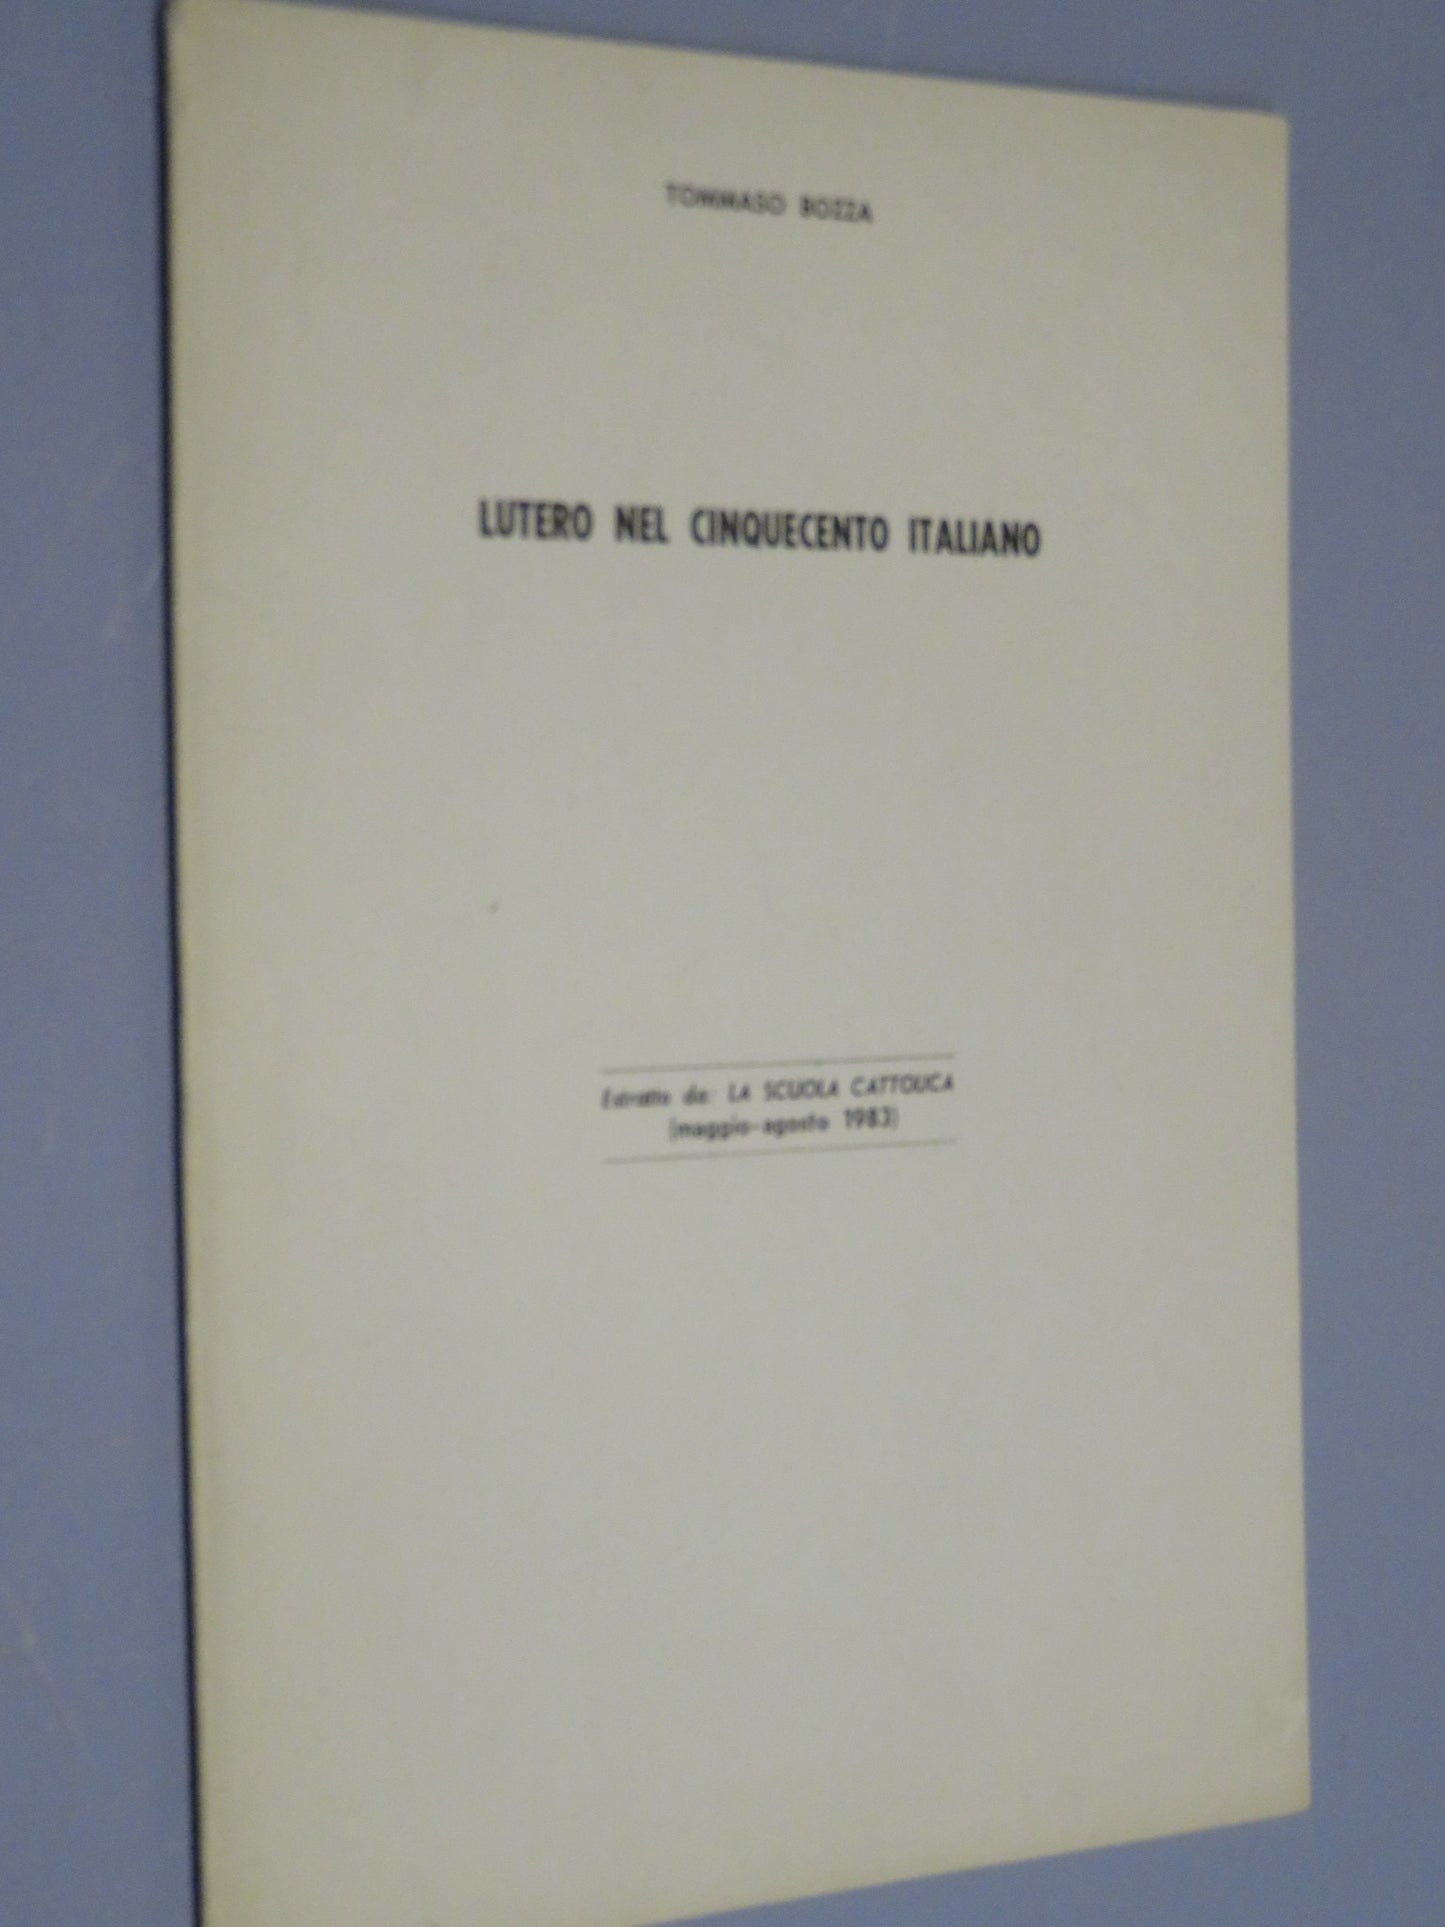 TOMMASO BOZZA
LUTERO NEL CINQUECENTO ITALIANO
Estratto da: LA SCUOLA CATTOLICA
(maggio-agosto 1983)